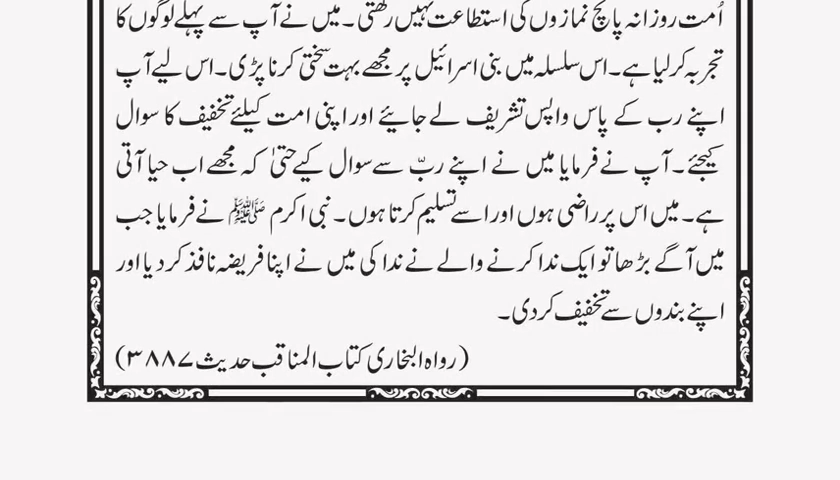 اُمت روزانہ پانچ نمازوں کی استطاعت نہیں رکھتی۔ میں نے آپ سے پہلے لوگوں کا
تجربہ کر لیا ہے۔ اس سلسلہ میں بنی اسرائیل پر مجھے بہت سختی کرنا پڑی۔ اس لیے آپ
اپنے رب کے پاس واپس تشریف لے جایئے اور اپنی امت کیلئے تخفیف کا سوال
کیجئے۔ آپ نے فرمایا میں نے اپنے ربّ سے سوال کیے حتیٰ کہ مجھے اب حیا آتی
ہے۔ میں اس پر راضی ہوں اور اسے تسلیم کرتا ہوں۔ نبی اکرم ﷺ نے فرمایا جب
میں آگے بڑھا تو ایک ندا کرنے والے نے ندا کی میں نے اپنا فریضہ نافذ کر دیا اور
اپنے بندوں سے تخفیف کر دی۔
(رواہ البخاری کتاب المناقب حدیث ۳۸۸۷)